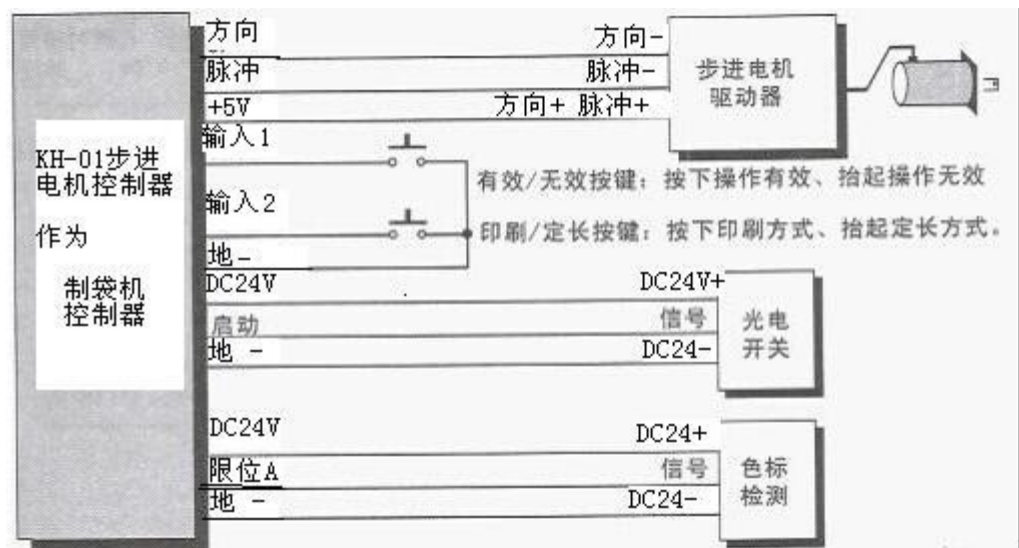 KH-01步进
电机控制器
作为
制袋机
控制器
方向
脉冲
+5V
输入1
输入2
地-
DC24V
启动
地 -
DC24V
限位A
地 -
方向-
脉冲-
方向+ 脉冲+
步进电机
驱动器
有效/无效按键：按下操作有效、抬起操作无效
印刷/定长按键：按下印刷方式、抬起定长方式。
DC24V+
信号
DC24-
光电
开关
DC24+
信号
DC24-
色标
检测